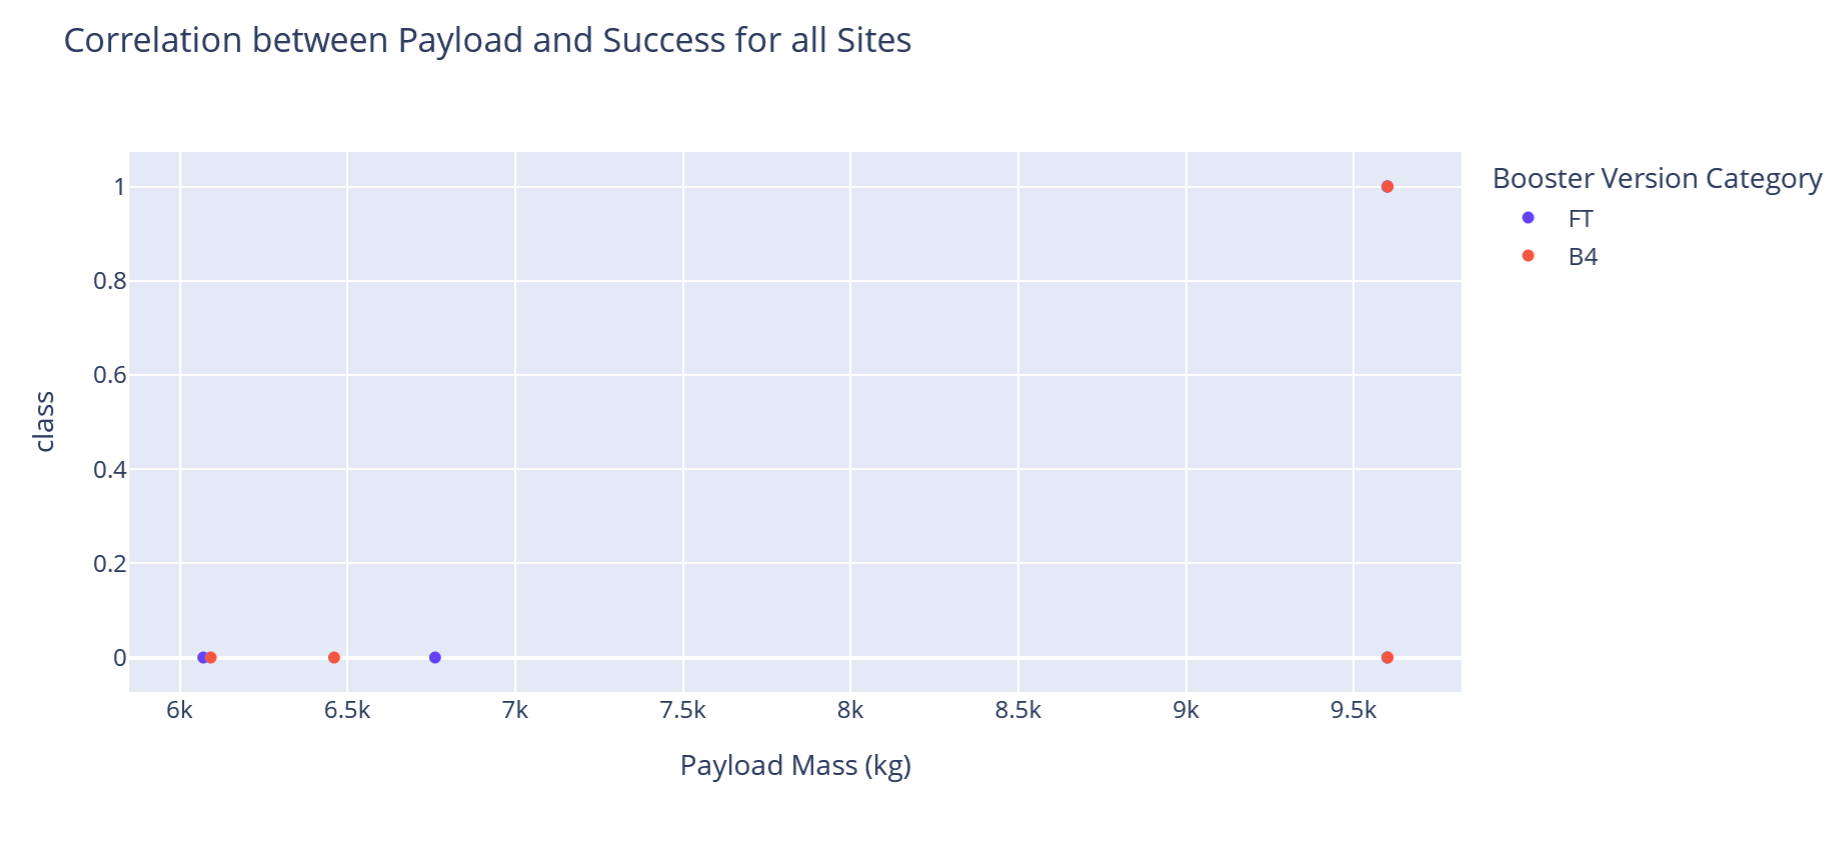 Correlation between Payload and Success for all Sites
1
0.8
0.6
0.4
0.2
0
class
6k 6.5k 7k 7.5k 8k 8.5k 9k 9.5k
Payload Mass (kg)
Booster Version Category
FT
B4